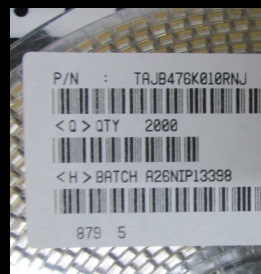 P/N : TAJB476K010RNJ
<Q> QTY 2000
<H> BATCH A26NIP13398
879 5